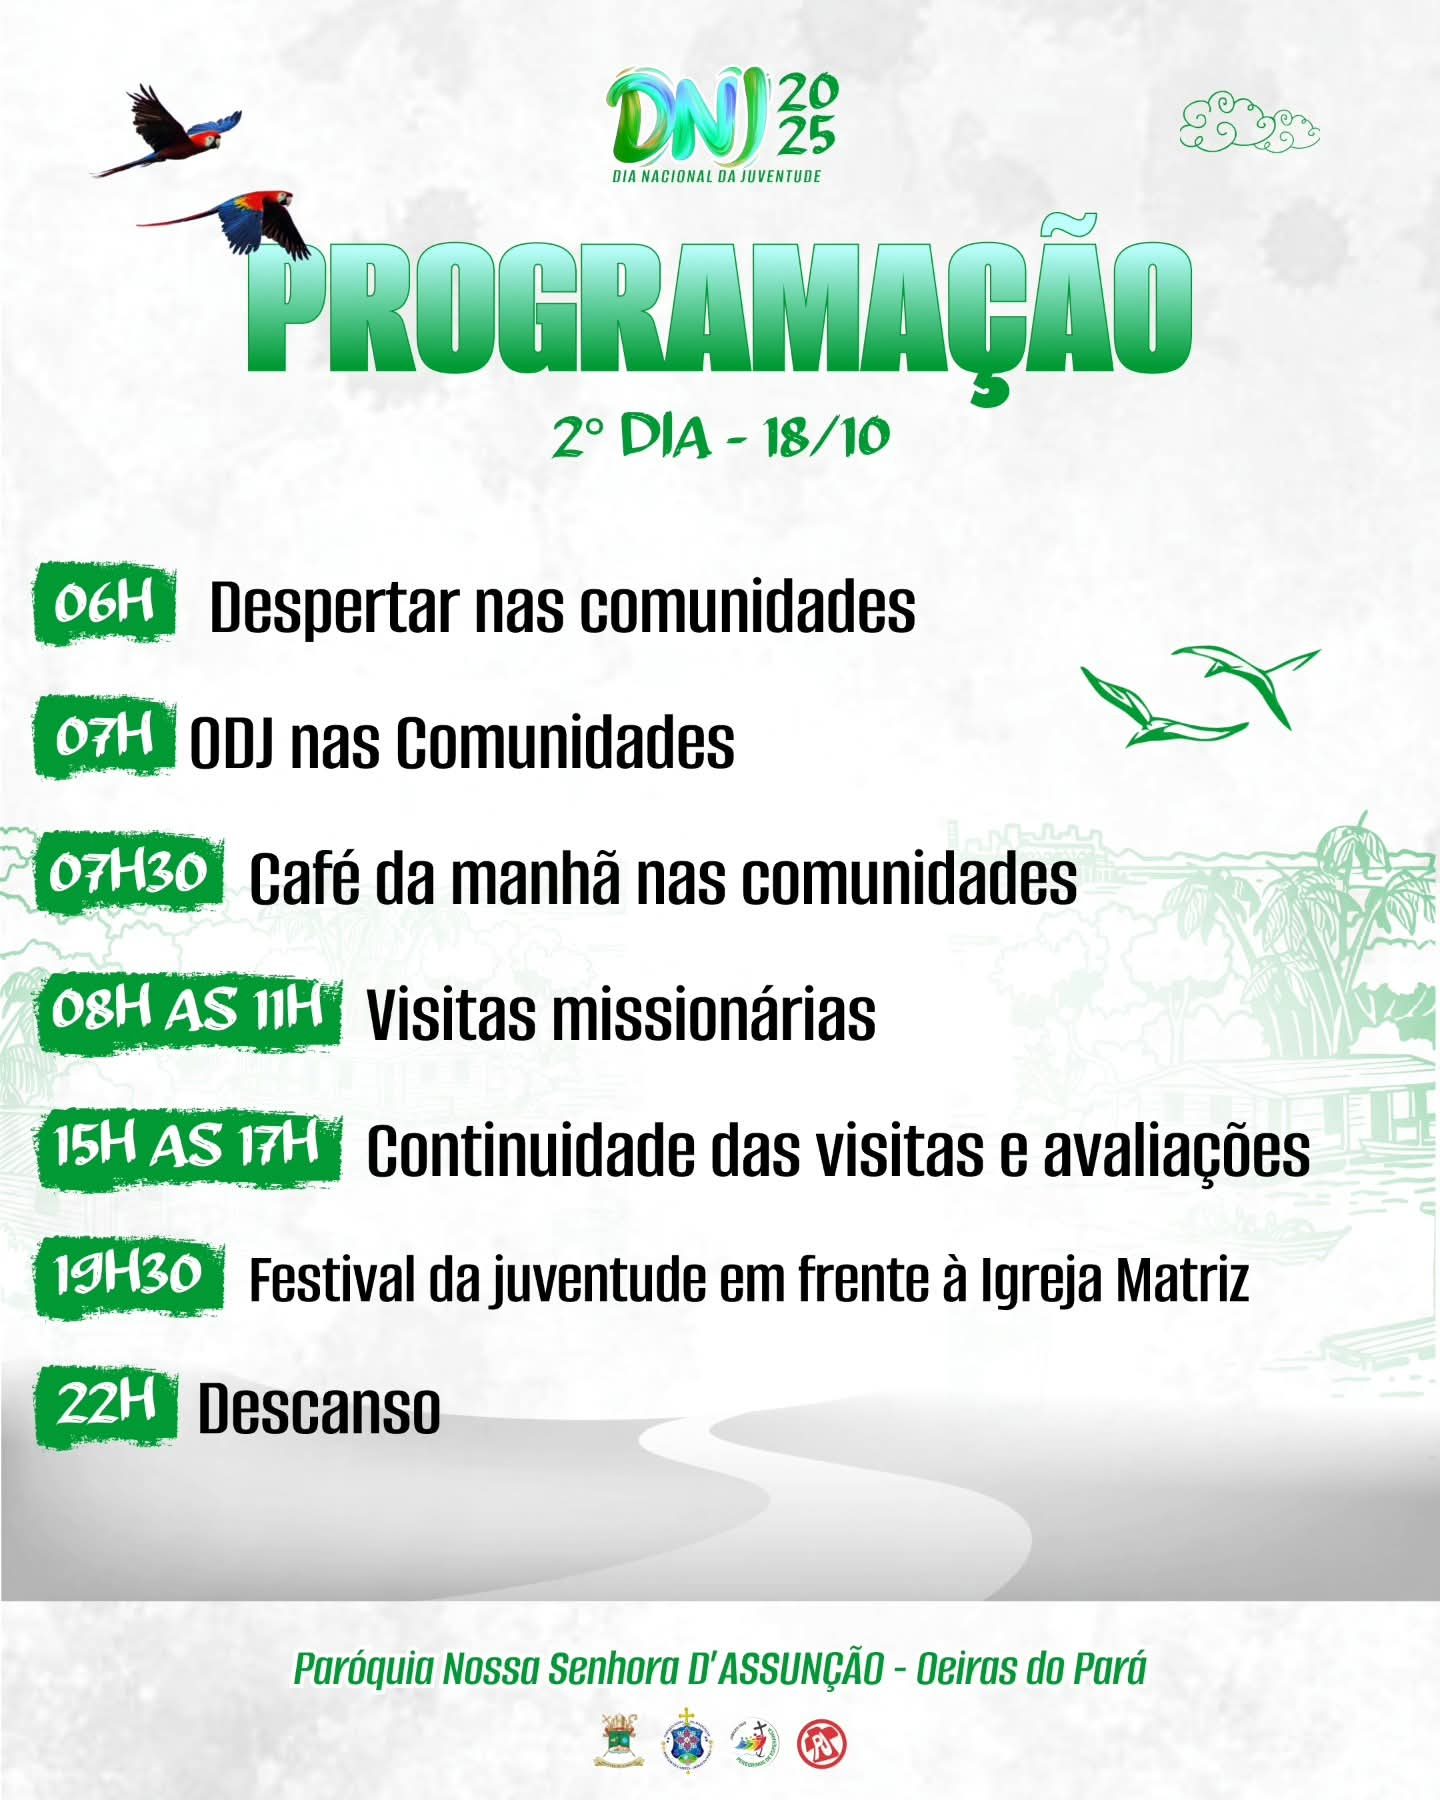 DNJ 2025
DIA NACIONAL DA JUVENTUDE
PROGRAMAÇÃO
2° DIA - 18/10
06H Despertar nas comunidades
07H ODJ nas Comunidades
07H30 Café da manhã nas comunidades
08H AS 11H Visitas missionárias
15H AS 17H Continuidade das visitas e avaliações
19H30 Festival da juventude em frente à Igreja Matriz
22H Descanso
Paróquia Nossa Senhora D'ASSUNÇÃO - Oeiras do Pará
PJ